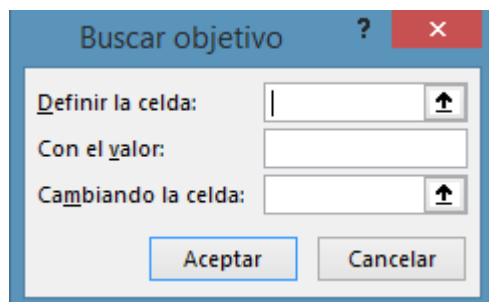 Buscar objetivo ? ×
Definir la celda:
Con el valor:
Cambiando la celda:
Aceptar Cancelar